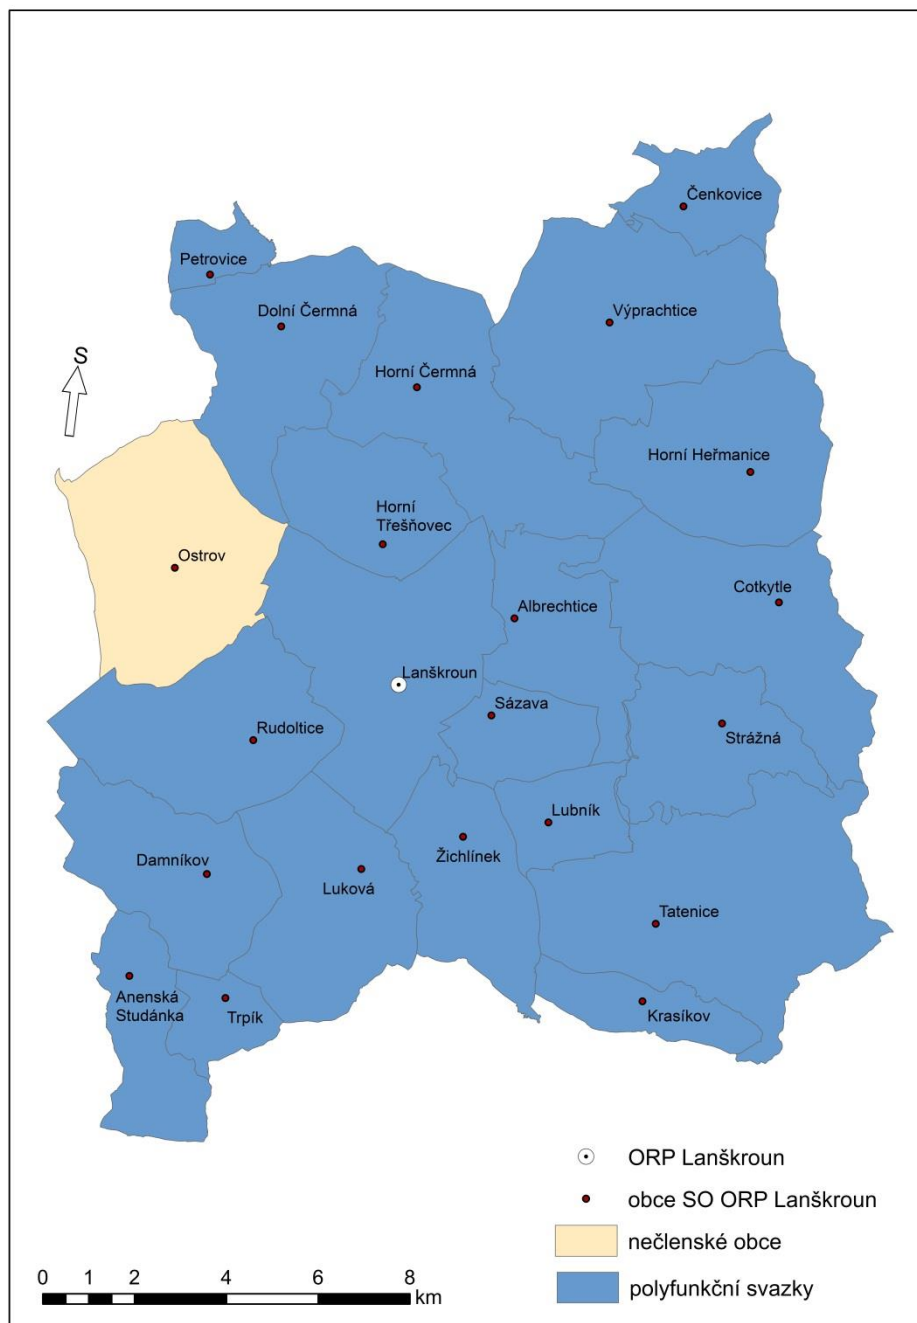 Čenkovice
Petrovice
Dolní Čermná
Výprachtice
S
Horní Čermná
Horní Heřmanice
Horní
Třešňovec
Ostrov
Cotkytle
Albrechtice
Lanškroun
Sázava
Rudoltice
Strážná
Lubník
Žichlínek
Damníkov
Luková
Tatenice
Anenská
Studánka
Trpík
Krasíkov
ORP Lanškroun
obce SO ORP Lanškroun
nečlenské obce
polyfunkční svazky
0 1 2 4 6 8
km